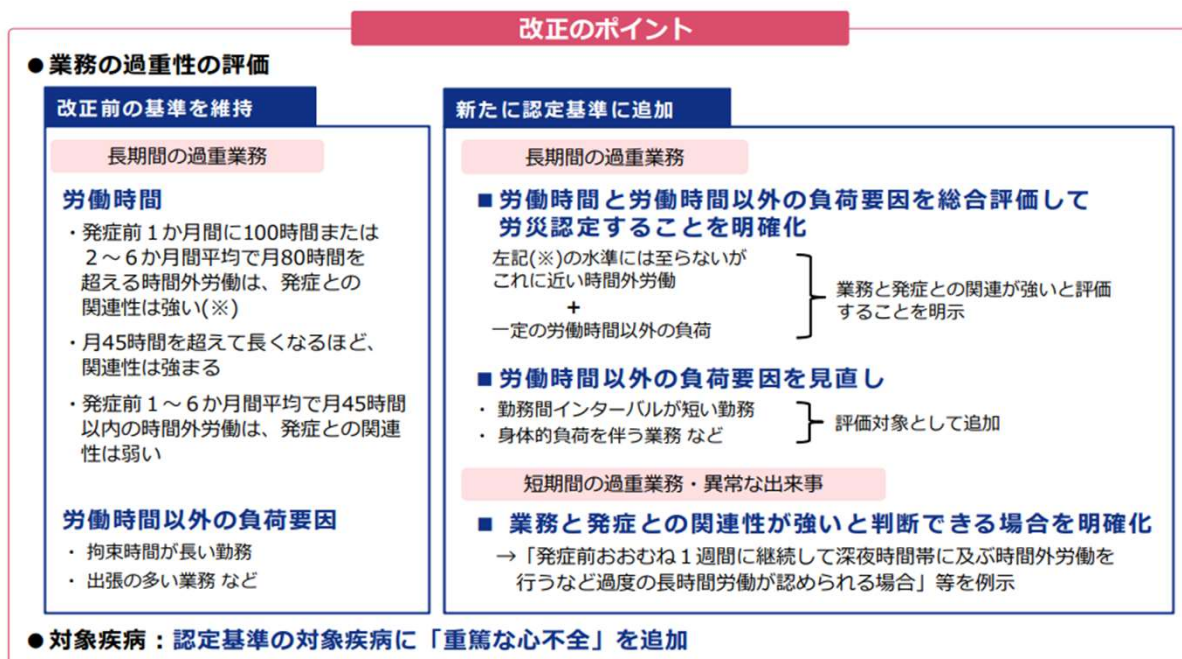 改正のポイント
●業務の過重性の評価
改正前の基準を維持
長期間の過重業務
労働時間
・発症前１か月間に100時間または
２～６か月間平均で月80時間を
超える時間外労働は、発症との
関連性は強い(※)
・月45時間を超えて長くなるほど、
関連性は強まる
・発症前１～６か月間平均で月45時間
以内の時間外労働は、発症との関連
性は弱い
労働時間以外の負荷要因
・ 拘束時間が長い勤務
・ 出張の多い業務 など
新たに認定基準に追加
長期間の過重業務
■労働時間と労働時間以外の負荷要因を総合評価して
労災認定することを明確化
左記(※)の水準には至らないが
これに近い時間外労働
+
一定の労働時間以外の負荷
業務と発症との関連が強いと評価
することを明示
■労働時間以外の負荷要因を見直し
・ 勤務間インターバルが短い勤務
・ 身体的負荷を伴う業務 など
評価対象として追加
短期間の過重業務・異常な出来事
■ 業務と発症との関連性が強いと判断できる場合を明確化
→「発症前おおむね１週間に継続して深夜時間帯に及ぶ時間外労働を
行うなど過度の長時間労働が認められる場合」等を例示
●対象疾病：認定基準の対象疾病に「重篤な心不全」を追加